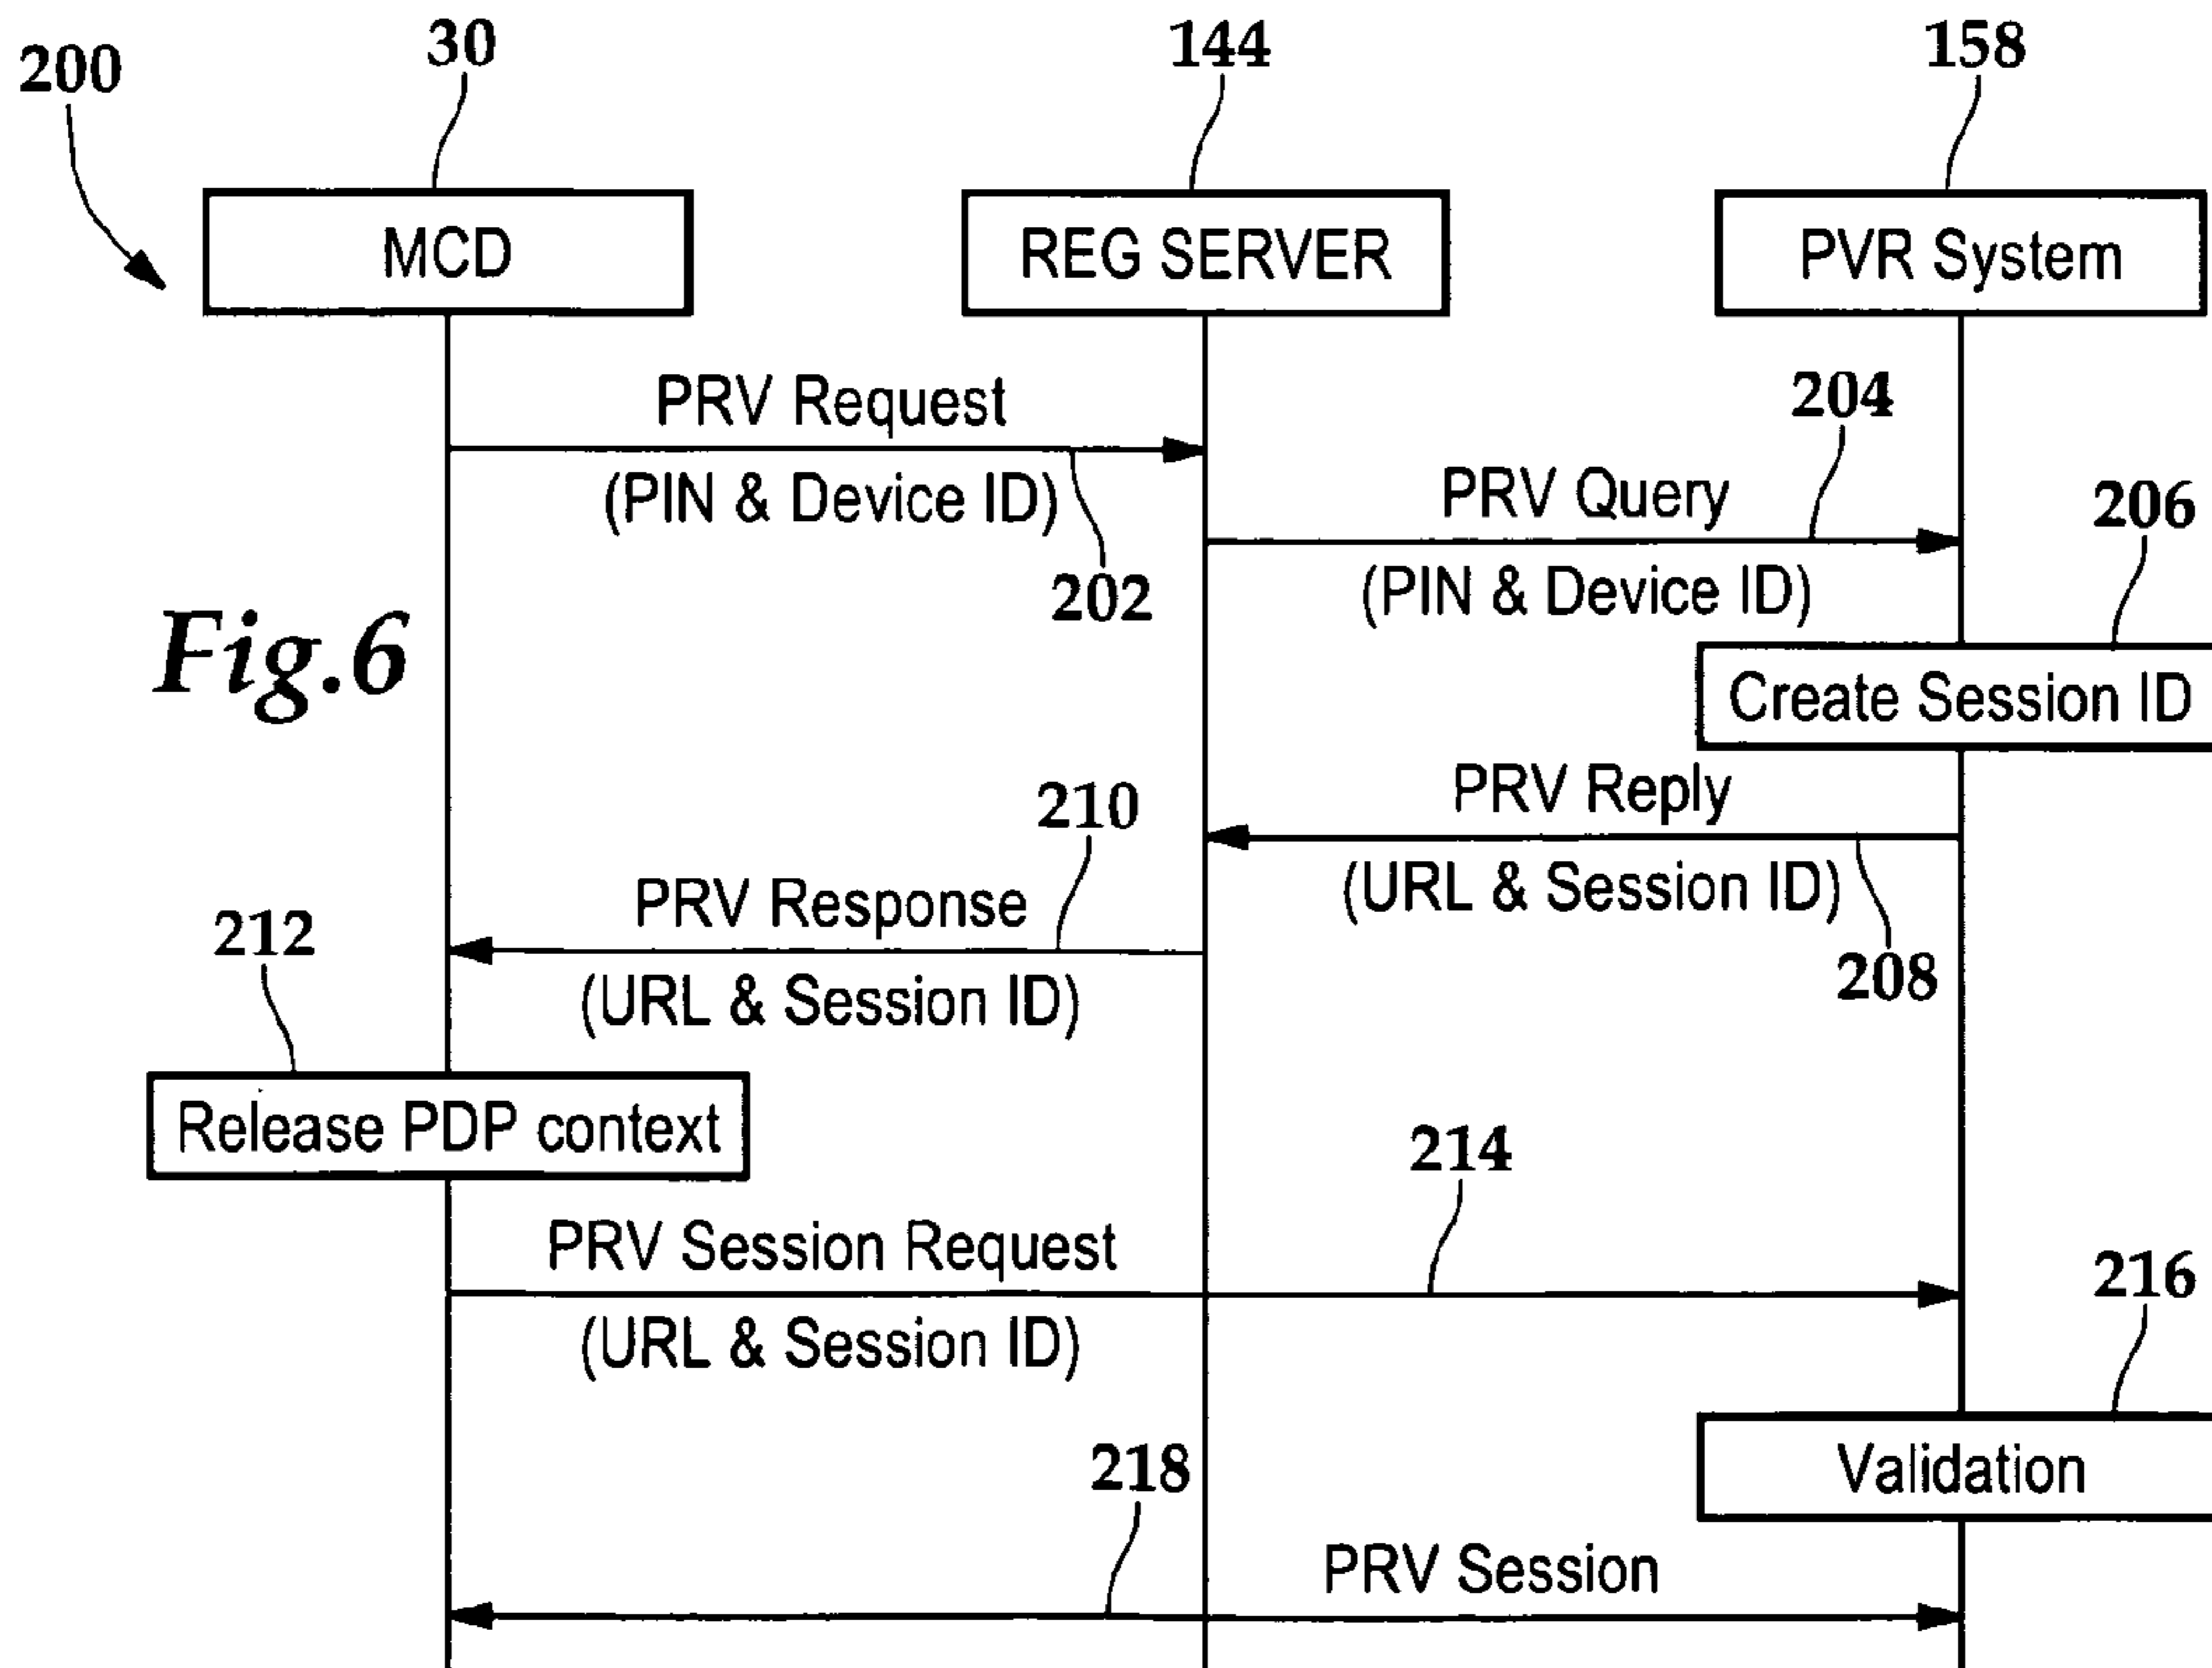 200
30
144
158
MCD
REG SERVER
PVR System
PRV Request
(PIN & Device ID)
202
204
PRV Query
(PIN & Device ID)
206
Fig.6
Create Session ID
PRV Reply
(URL & Session ID)
208
210
PRV Response
(URL & Session ID)
212
Release PDP context
214
PRV Session Request
(URL & Session ID)
216
Validation
218
PRV Session